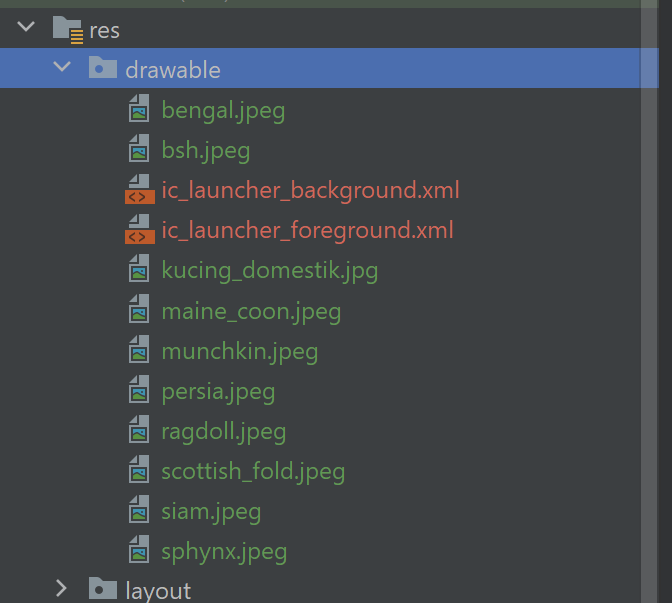 res
drawable
bengal.jpeg
bsh.jpeg
ic_launcher_background.xml
ic_launcher_foreground.xml
kucing_domestik.jpg
maine_coon.jpeg
munchkin.jpeg
persia.jpeg
ragdoll.jpeg
scottish_fold.jpeg
siam.jpeg
sphynx.jpeg
layout